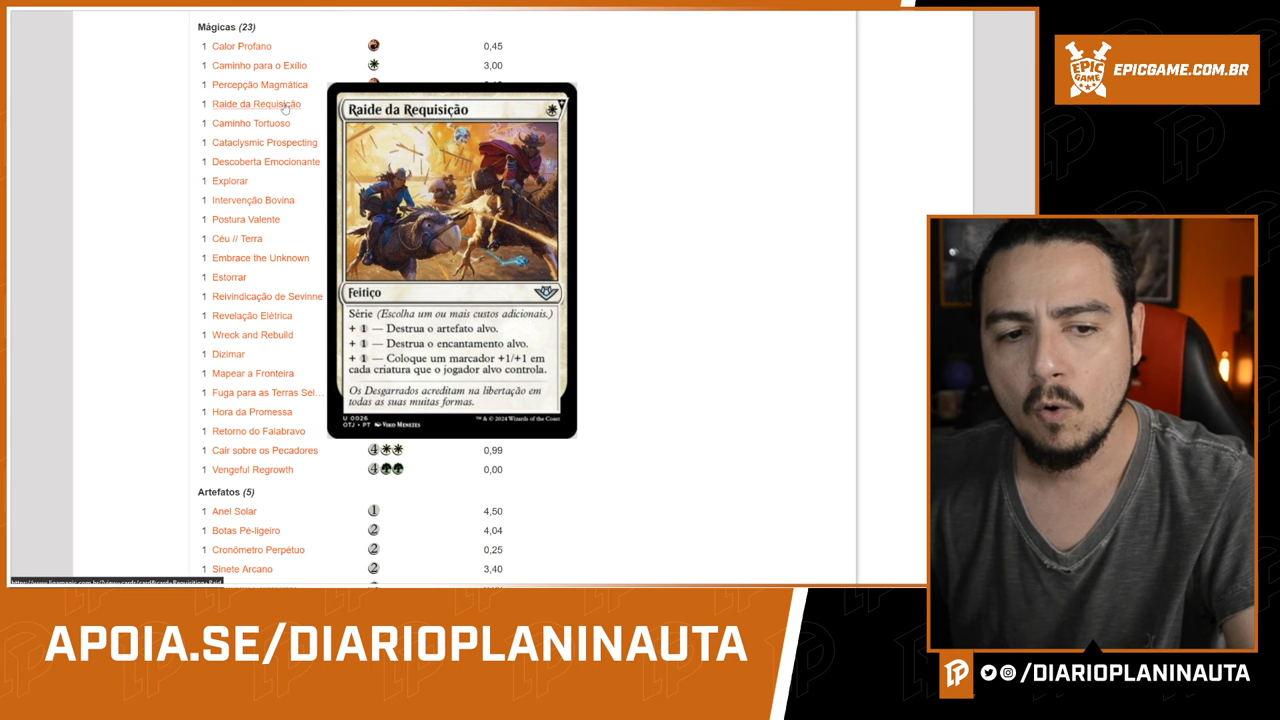 Mágicas (23)
1 Calor Profano 0,45
1 Caminho para o Exílio 3,00
1 Percepção Magmática
1 Raide da Requisição
1 Caminho Tortuoso
1 Cataclysmic Prospecting
1 Descoberta Emocionante
1 Explorar
1 Intervenção Bovina
1 Postura Valente
1 Céu // Terra
1 Embrace the Unknown
1 Estorrar
1 Reivindicação de Sevinne
1 Revelação Elétrica
1 Wreck and Rebuild
1 Dizimar
1 Mapear a Fronteira
1 Fuga para as Terras Sel...
1 Hora da Promessa
1 Retorno do Falabravo
1 Cair sobre os Pecadores 4 0,99
1 Vengeful Regrowth 4 0,00
Artefatos (5)
1 Anel Solar 1 4,50
1 Botas Pé-ligeiro 2 4,04
1 Cronômetro Perpétuo 2 0,25
1 Sinete Arcano 2 3,40
Raide da Requisição
Feitiço
Série (Escolha um ou mais custos adicionais.)
+ 1 — Destrua o artefato alvo.
+ 1 — Destrua o encantamento alvo.
+ 1 — Coloque um marcador +1/+1 em
cada criatura que o jogador alvo controla.
Os Desgarrados acreditam na libertação em
todas as suas muitas formas.
U 0026
OTJ • PT Viko Menezes
™ & © 2024 Wizards of the Coast
EPIC
GAME
EPICGAME.COM.BR
APOIA.SE/DIARIOPLANINAUTA
/DIARIOPLANINAUTA